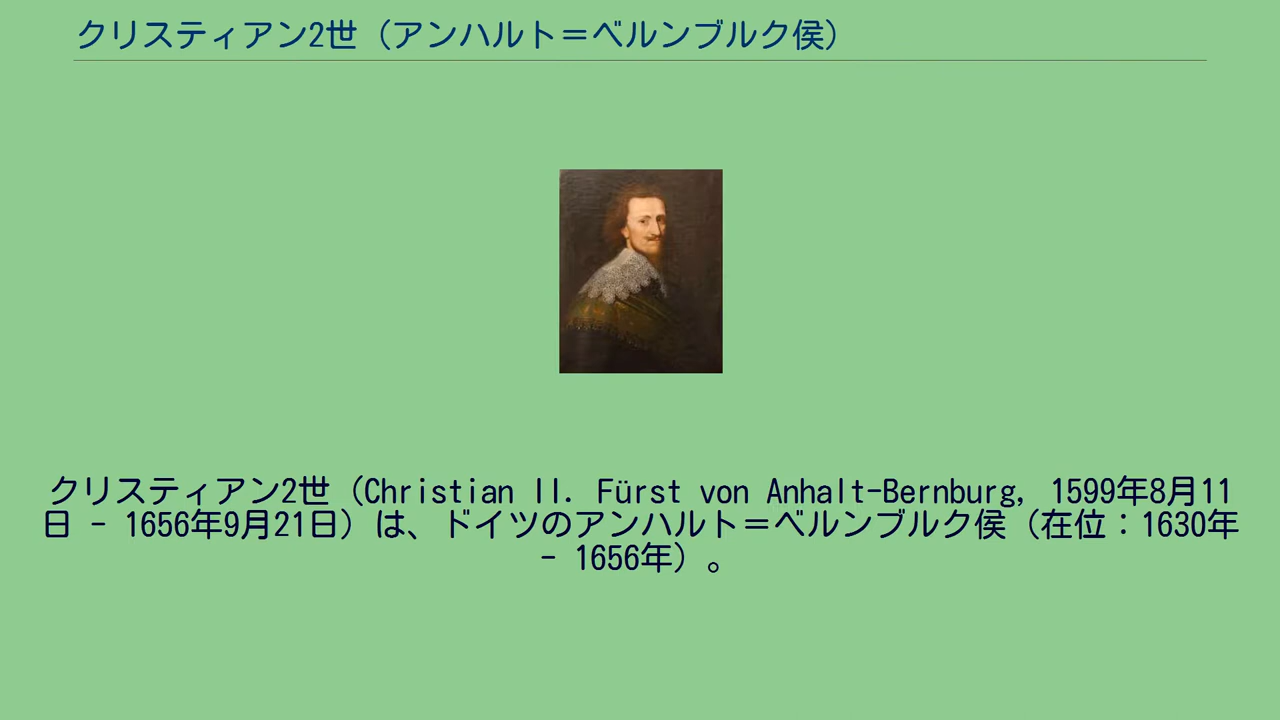 クリスティアン2世（アンハルト＝ベルンブルク侯）
クリスティアン2世（Christian II. Fürst von Anhalt-Bernburg, 1599年8月11
日 - 1656年9月21日）は、ドイツのアンハルト＝ベルンブルク侯（在位：1630年
- 1656年）。